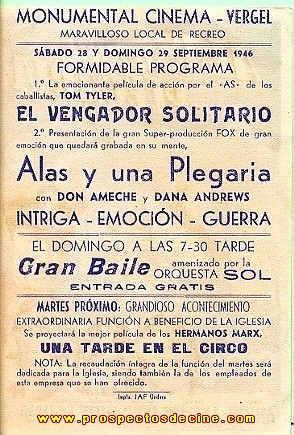 MONUMENTAL CINEMA - VERGEL
MARAVILLOSO LOCAL DE RECREO
SÁBADO 28 y DOMINGO 29 SEPTIEMBRE 1946
FORMIDABLE PROGRAMA
1.º La emocionante película de acción por el «AS» de los
caballistas, TOM TYLER,
EL VENGADOR SOLITARIO
2.º Presentación de la gran Super-producción FOX de gran
emoción que quedará grabada en su mente,
Alas y una Plegaria
con DON AMECHE y DANA ANDREWS
INTRIGA - EMOCIÓN - GUERRA
EL DOMINGO A LAS 7-30 TARDE
Gran Baile amenizado por la
ORQUESTA SOL
ENTRADA GRATIS
MARTES PRÓXIMO: GRANDIOSO ACONTECIMIENTO
EXTRAORDINARIA FUNCIÓN A BENEFICIO DE LA IGLESIA
Se proyectará la mejor película de los HERMANOS MARX,
UNA TARDE EN EL CIRCO
NOTA: La recaudación íntegra de la función del martes será
dedicada para la Iglesia, siendo también la de los empleados de
esta empresa que se han ofrecido.
www.prospectosdecine.com